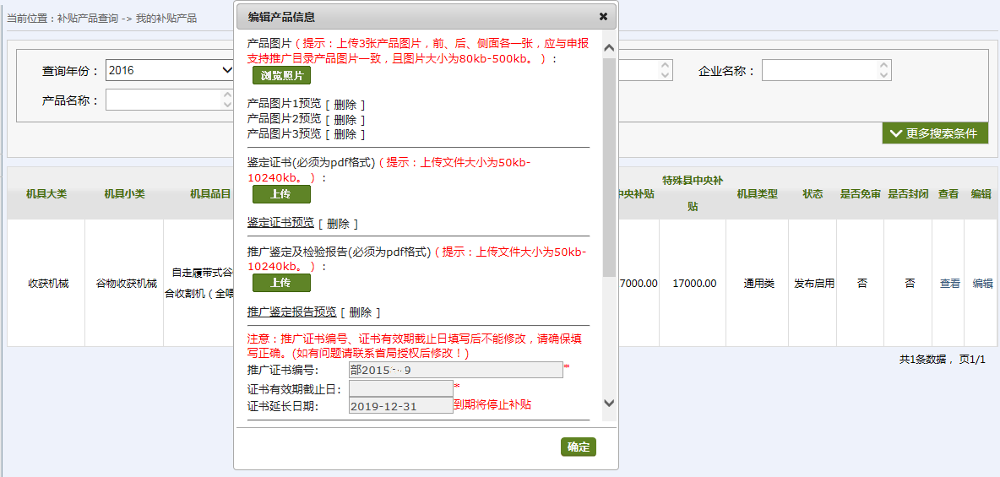 当前位置：补贴产品查询 -> 我的补贴产品
查询年份： 2016
企业名称：
产品名称：
更多搜索条件
编辑产品信息
产品图片（提示：上传3张产品图片，前、后、侧面各一张，应与申报
支持推广目录产品图片一致，且图片大小为80kb-500kb。）：
浏览照片
产品图片1预览 [ 删除 ]
产品图片2预览 [ 删除 ]
产品图片3预览 [ 删除 ]
鉴定证书(必须为pdf格式)（提示：上传文件大小为50kb-
10240kb。）：
上传
鉴定证书预览 [ 删除 ]
推广鉴定及检验报告(必须为pdf格式)（提示：上传文件大小为50kb-
10240kb。）：
上传
推广鉴定报告预览 [ 删除 ]
注意：推广证书编号、证书有效期截止日填写后不能修改，请确保填
写正确。(如有问题请联系省局授权后修改！)
推广证书编号: 部2015 9 *
证书有效期截止日: *
证书延长日期: 2019-12-31 到期将停止补贴
确定
机具大类 机具小类 机具品目 中央补贴 特殊县中央补
贴 机具类型 状态 是否免审 是否封闭 查看 编辑
收获机械 谷物收获机械 自走履带式谷
合收割机（全喂 7000.00 17000.00 通用类 发布启用 否 否 查看 编辑
共1条数据 ，页1/1